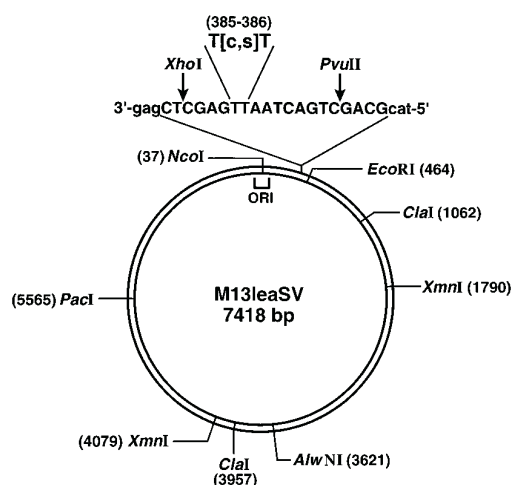 (385-386)
T[c,s]T
XhoI PvuII
3'-gagCTCGAGTTAATCAGTCGACGcat-5'
(37) NcoI
EcoRI (464)
ORI
ClaI (1062)
(5565) PacI
M13leaSV
7418 bp
XmnI (1790)
(4079) XmnI
AlwNI (3621)
ClaI
(3957)